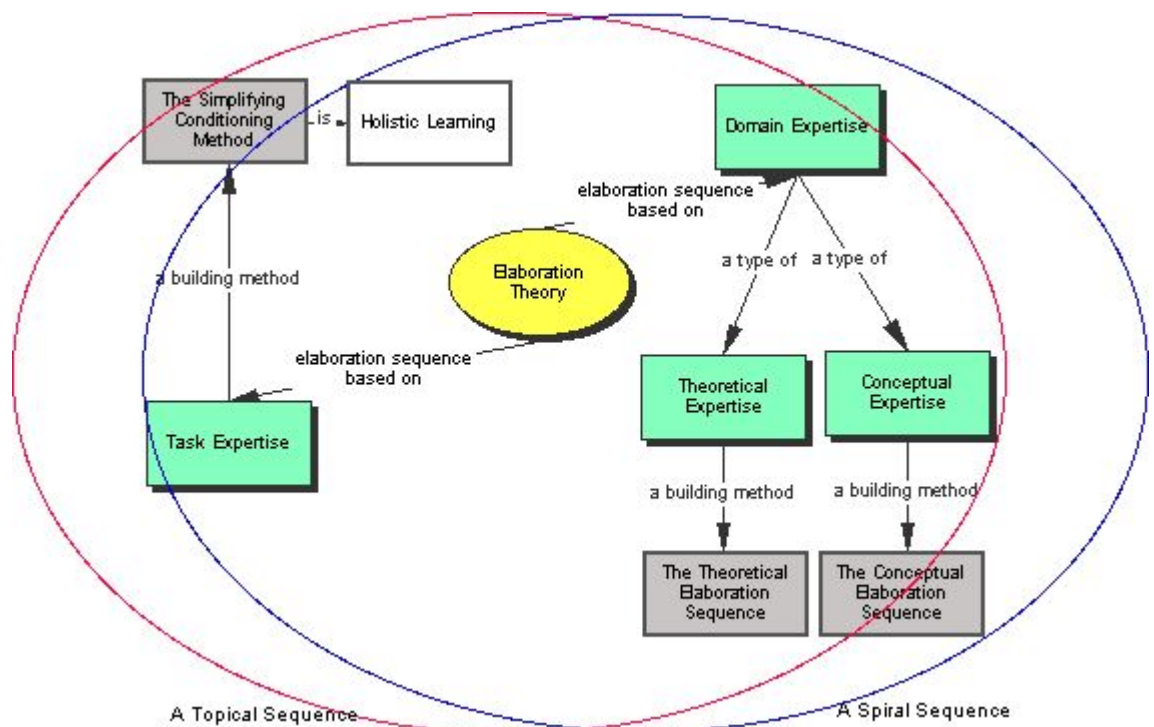 The Simplifying
Conditioning
Method
is
Holistic Learning
Domain Expertise
elaboration sequence
based on
Elaboration
Theory
a type of
a type of
a building method
elaboration sequence
based on
Theoretical
Expertise
Conceptual
Expertise
Task Expertise
a building method
a building method
The Theoretical
Elaboration
Sequence
The Conceptual
Elaboration
Sequence
A Topical Sequence
A Spiral Sequence